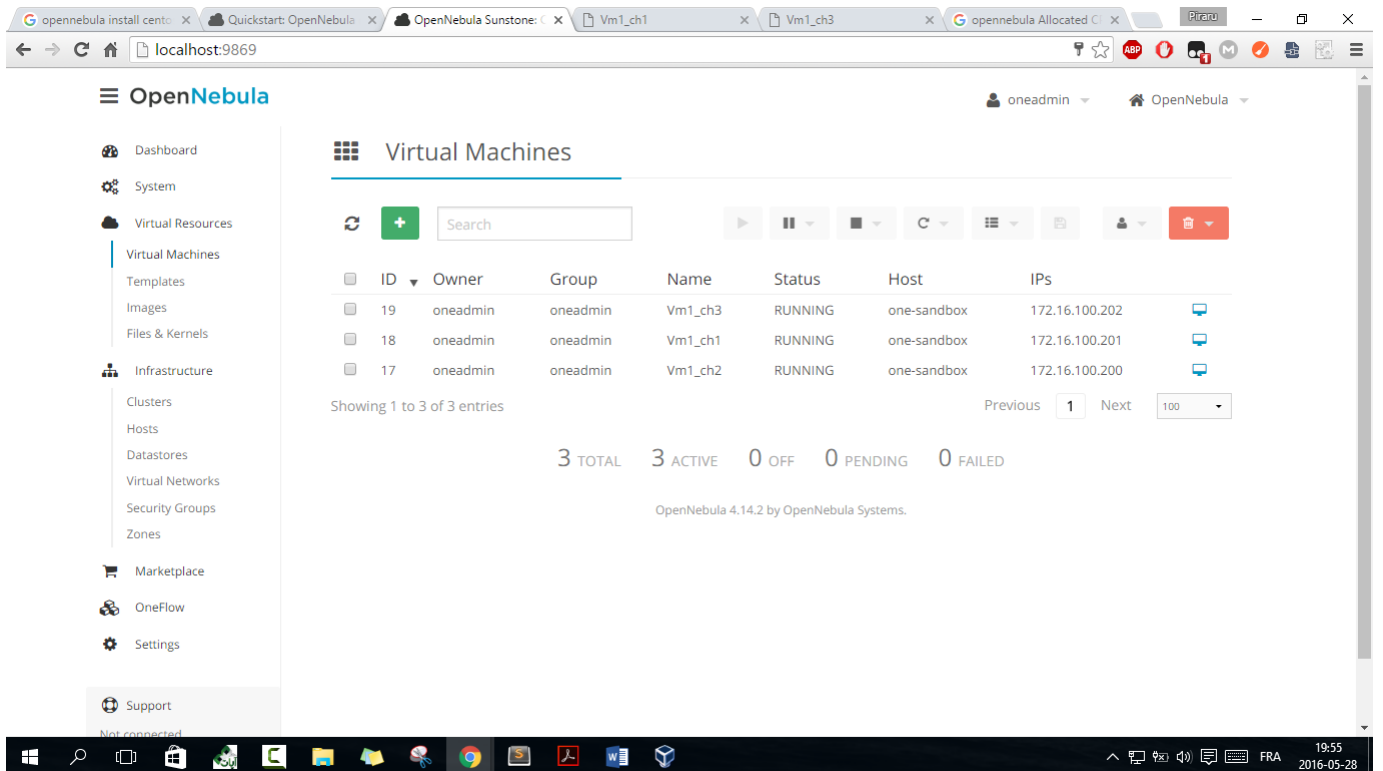 opennebula install cento
Quickstart: OpenNebula
OpenNebula Sunstone: C
Vm1_ch1
Vm1_ch3
opennebula Allocated C
Piraru
localhost:9869
ABP
1
OpenNebula
oneadmin
OpenNebula
Dashboard
System
Virtual Resources
Virtual Machines
Templates
Images
Files & Kernels
Infrastructure
Clusters
Hosts
Datastores
Virtual Networks
Security Groups
Zones
Marketplace
OneFlow
Settings
Support
Not connected
Virtual Machines
Search
ID Owner Group Name Status Host IPs
19 oneadmin oneadmin Vm1_ch3 RUNNING one-sandbox 172.16.100.202
18 oneadmin oneadmin Vm1_ch1 RUNNING one-sandbox 172.16.100.201
17 oneadmin oneadmin Vm1_ch2 RUNNING one-sandbox 172.16.100.200
Showing 1 to 3 of 3 entries
Previous 1 Next 100
3 TOTAL 3 ACTIVE 0 OFF 0 PENDING 0 FAILED
OpenNebula 4.14.2 by OpenNebula Systems.
FRA
19:55
2016-05-28